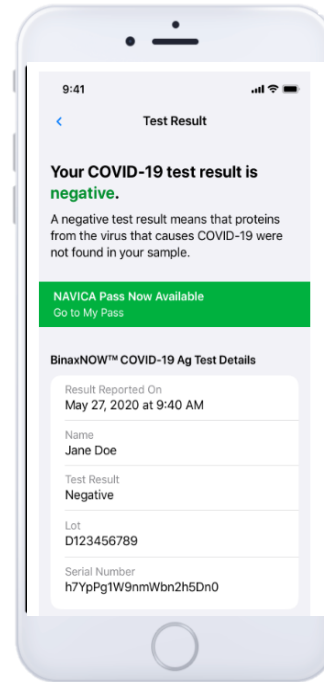 9:41
Test Result
Your COVID-19 test result is
negative.
A negative test result means that proteins
from the virus that causes COVID-19 were
not found in your sample.
NAVICA Pass Now Available
Go to My Pass
BinaxNOW™ COVID-19 Ag Test Details
Result Reported On
May 27, 2020 at 9:40 AM
Name
Jane Doe
Test Result
Negative
Lot
D123456789
Serial Number
h7YpPg1W9nmWbn2h5Dn0